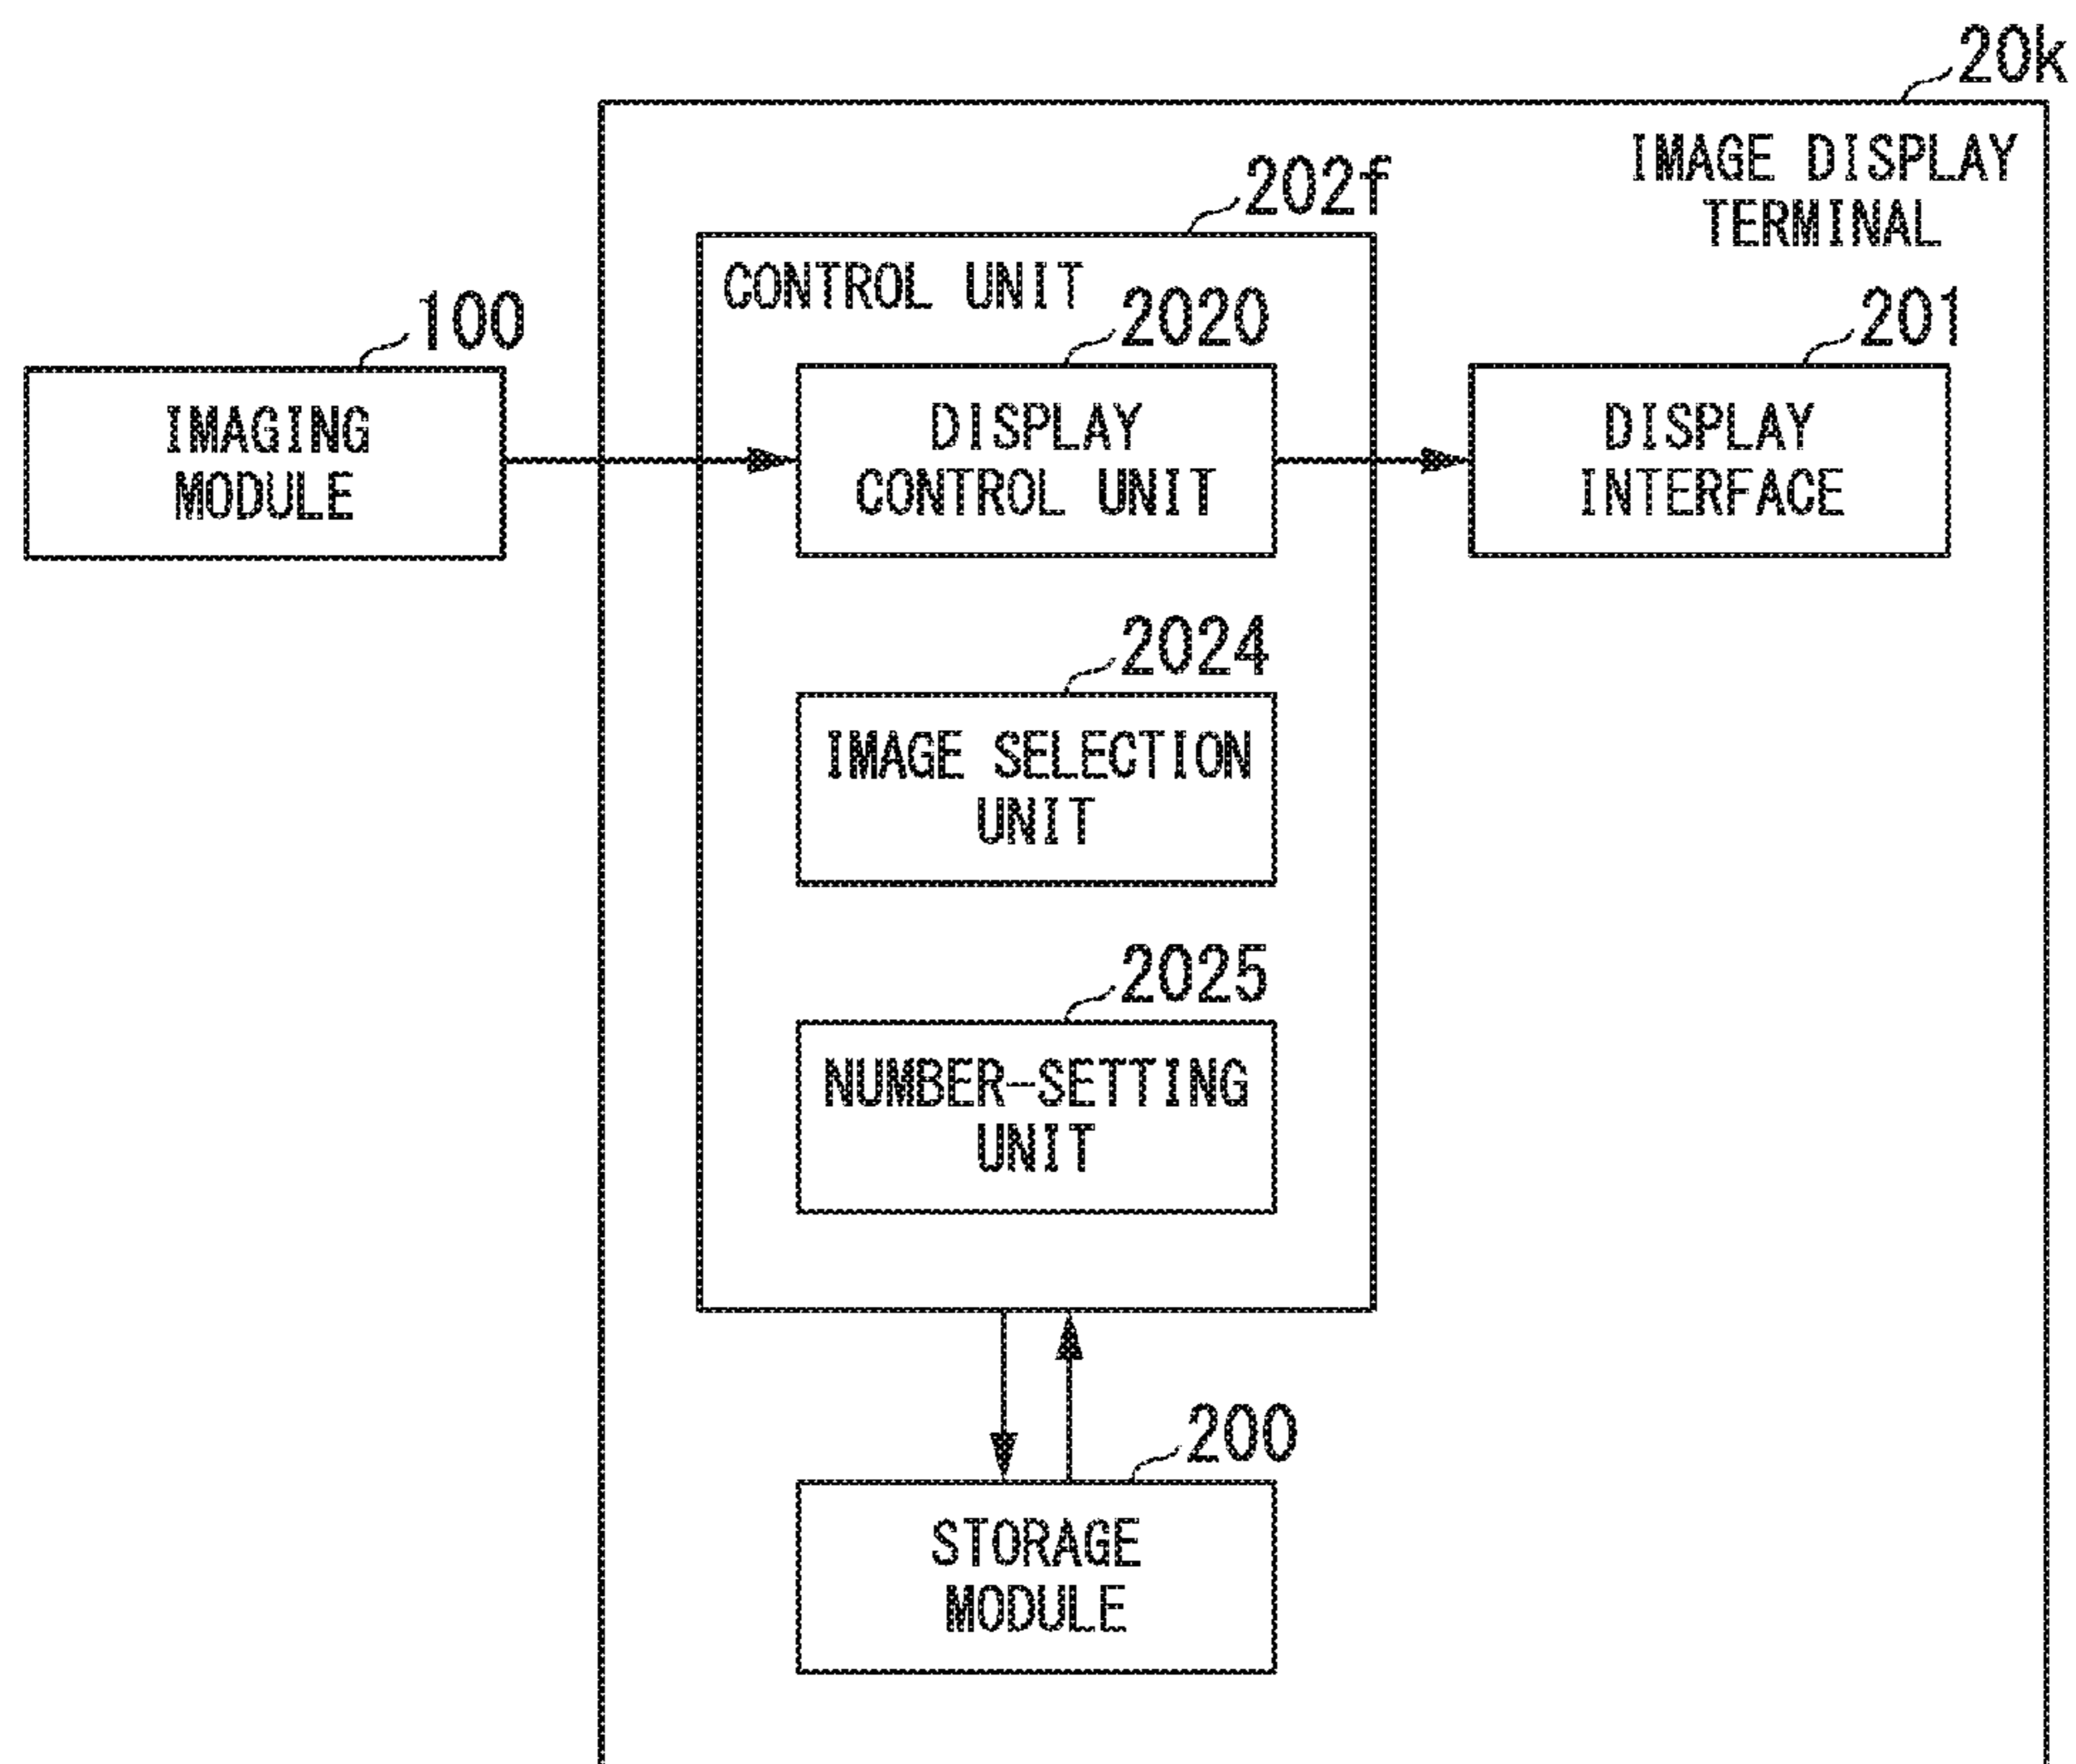 20k
IMAGE DISPLAY
TERMINAL
202f
CONTROL UNIT
100
2020
201
IMAGING
MODULE
DISPLAY
CONTROL UNIT
DISPLAY
INTERFACE
2024
IMAGE SELECTION
UNIT
2025
NUMBER-SETTING
UNIT
200
STORAGE
MODULE